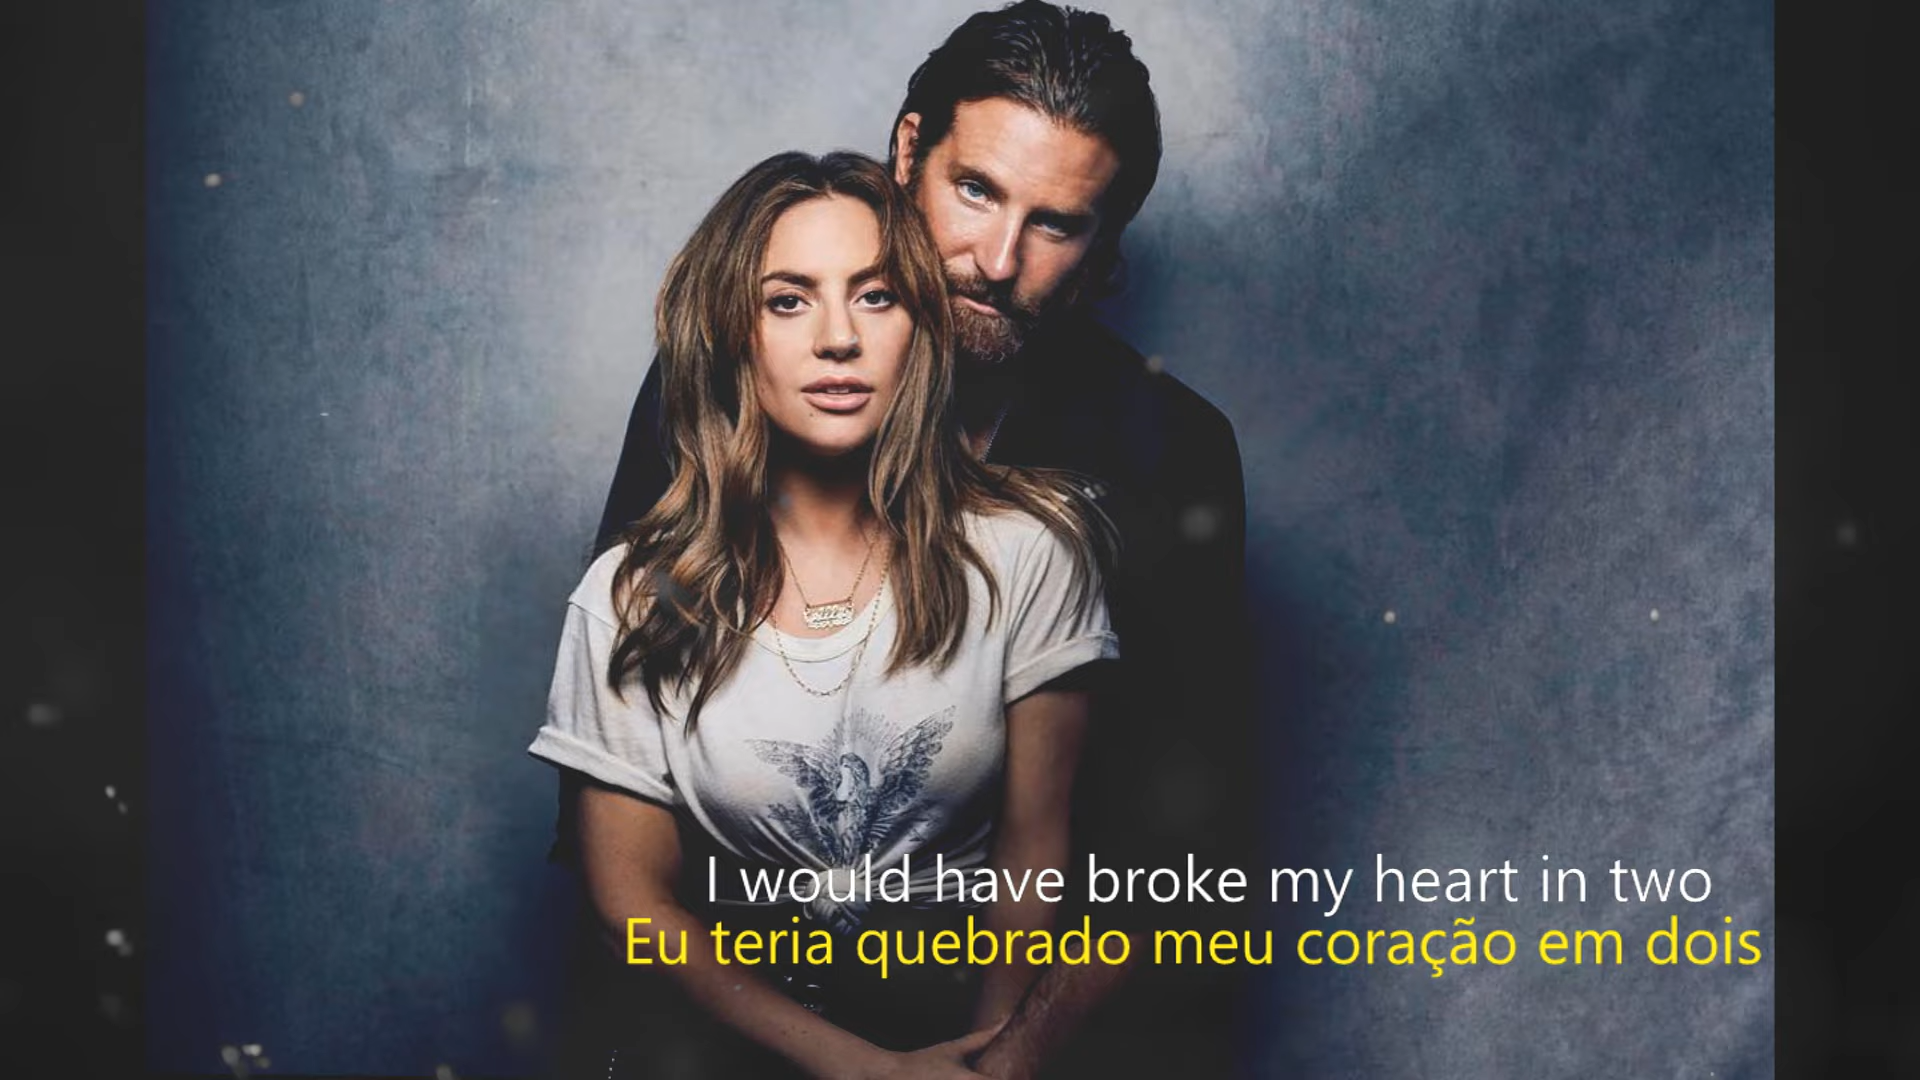 I would have broke my heart in two
Eu teria quebrado meu coração em dois